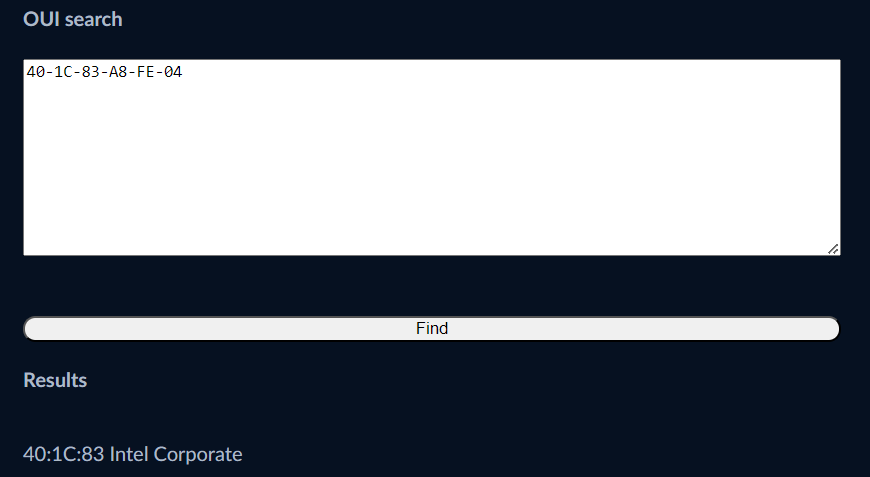 OUI search
40-1C-83-A8-FE-04
Find
Results
40:1C:83 Intel Corporate